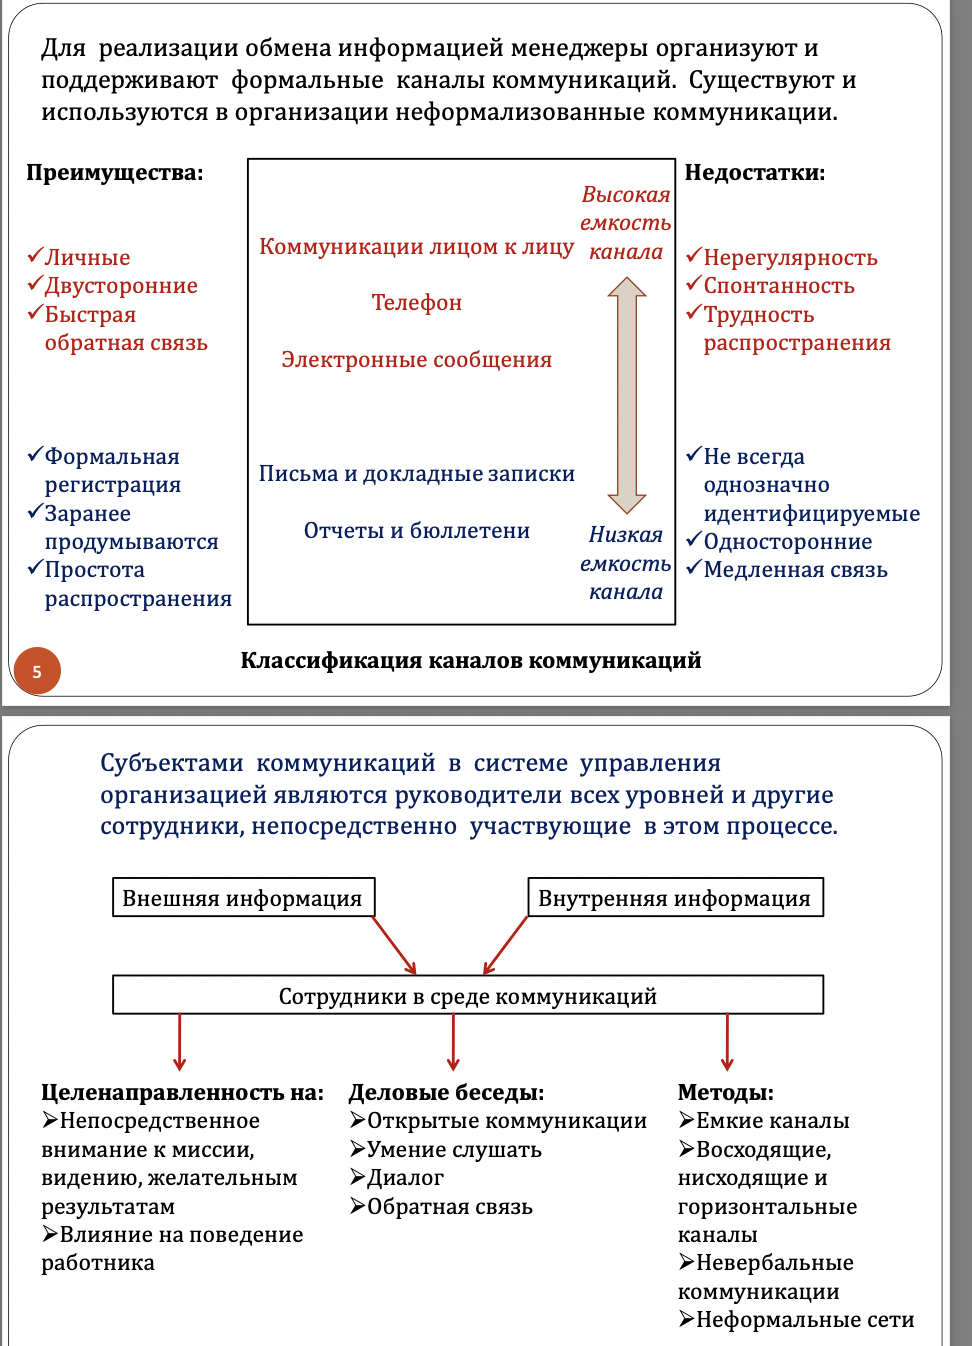 Для реализации обмена информацией менеджеры организуют и
поддерживают формальные каналы коммуникаций. Существуют и
используются в организации неформализованные коммуникации.
Преимущества:
✓Личные
✓Двусторонние
✓Быстрая
обратная связь
✓Формальная
регистрация
✓Заранее
продумываются
✓Простота
распространения
Высокая
емкость
канала
Коммуникации лицом к лицу
Телефон
Электронные сообщения
Письма и докладные записки
Отчеты и бюллетени
Низкая
емкость
канала
Недостатки:
✓Нерегулярность
✓Спонтанность
✓Трудность
распространения
✓Не всегда
однозначно
идентифицируемые
✓Односторонние
✓Медленная связь
Классификация каналов коммуникаций
5
Субъектами коммуникаций в системе управления
организацией являются руководители всех уровней и другие
сотрудники, непосредственно участвующие в этом процессе.
Внешняя информация
Внутренняя информация
Сотрудники в среде коммуникаций
Целенаправленность на:
➢Непосредственное
внимание к миссии,
видению, желательным
результатам
➢Влияние на поведение
работника
Деловые беседы:
➢Открытые коммуникации
➢Умение слушать
➢Диалог
➢Обратная связь
Методы:
➢Емкие каналы
➢Восходящие,
нисходящие и
горизонтальные
каналы
➢Невербальные
коммуникации
➢Неформальные сети